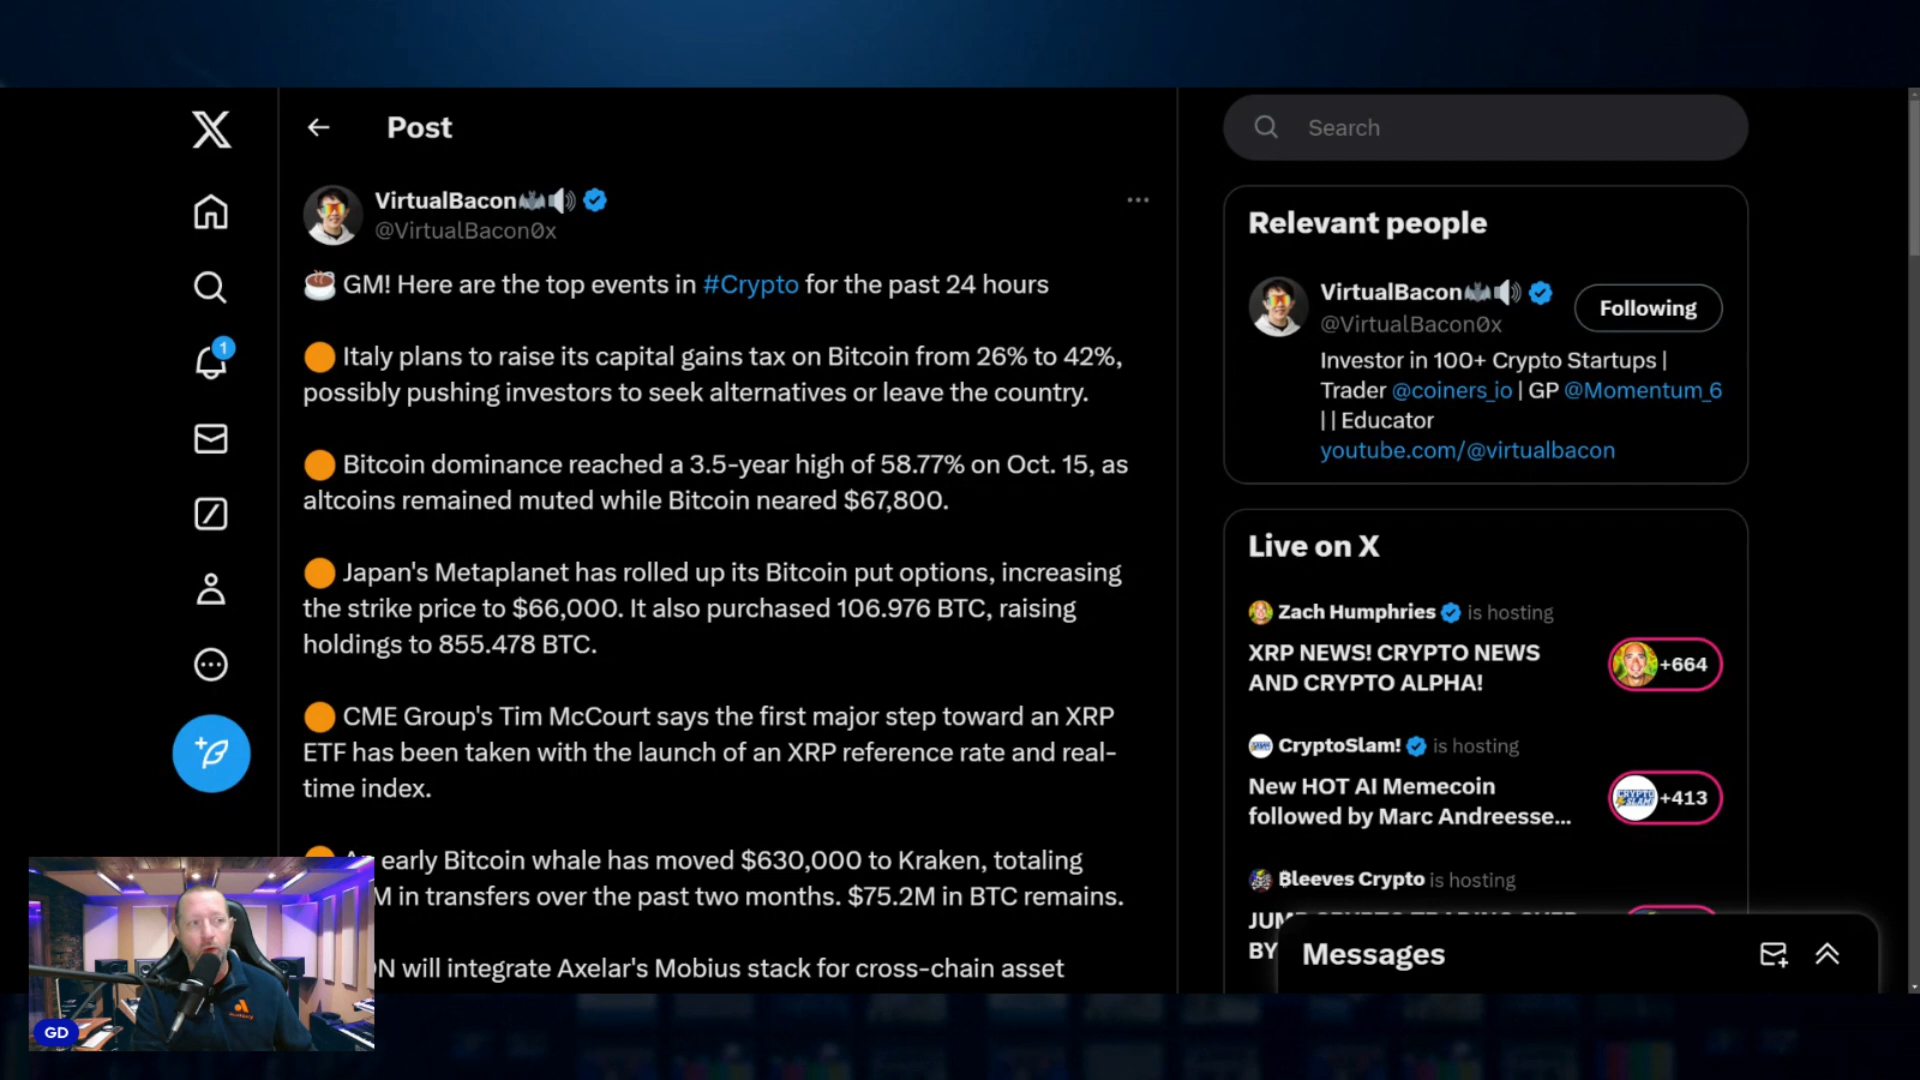 Post
Search
VirtualBacon
@VirtualBacon0x
GM! Here are the top events in #Crypto for the past 24 hours
Italy plans to raise its capital gains tax on Bitcoin from 26% to 42%,
possibly pushing investors to seek alternatives or leave the country.
Bitcoin dominance reached a 3.5-year high of 58.77% on Oct. 15, as
altcoins remained muted while Bitcoin neared $67,800.
Japan's Metaplanet has rolled up its Bitcoin put options, increasing
the strike price to $66,000. It also purchased 106.976 BTC, raising
holdings to 855.478 BTC.
CME Group's Tim McCourt says the first major step toward an XRP
ETF has been taken with the launch of an XRP reference rate and real-
time index.
early Bitcoin whale has moved $630,000 to Kraken, totaling
M in transfers over the past two months. $75.2M in BTC remains.
N will integrate Axelar's Mobius stack for cross-chain asset
Relevant people
VirtualBacon
@VirtualBacon0x
Following
Investor in 100+ Crypto Startups |
Trader @coiners_io | GP @Momentum_6
|| Educator
youtube.com/@virtualbacon
Live on X
Zach Humphries is hosting
XRP NEWS! CRYPTO NEWS
AND CRYPTO ALPHA!
+664
CryptoSlam! is hosting
New HOT AI Memecoin
followed by Marc Andreesse...
+413
Bleeves Crypto is hosting
BY
Messages
1
GD